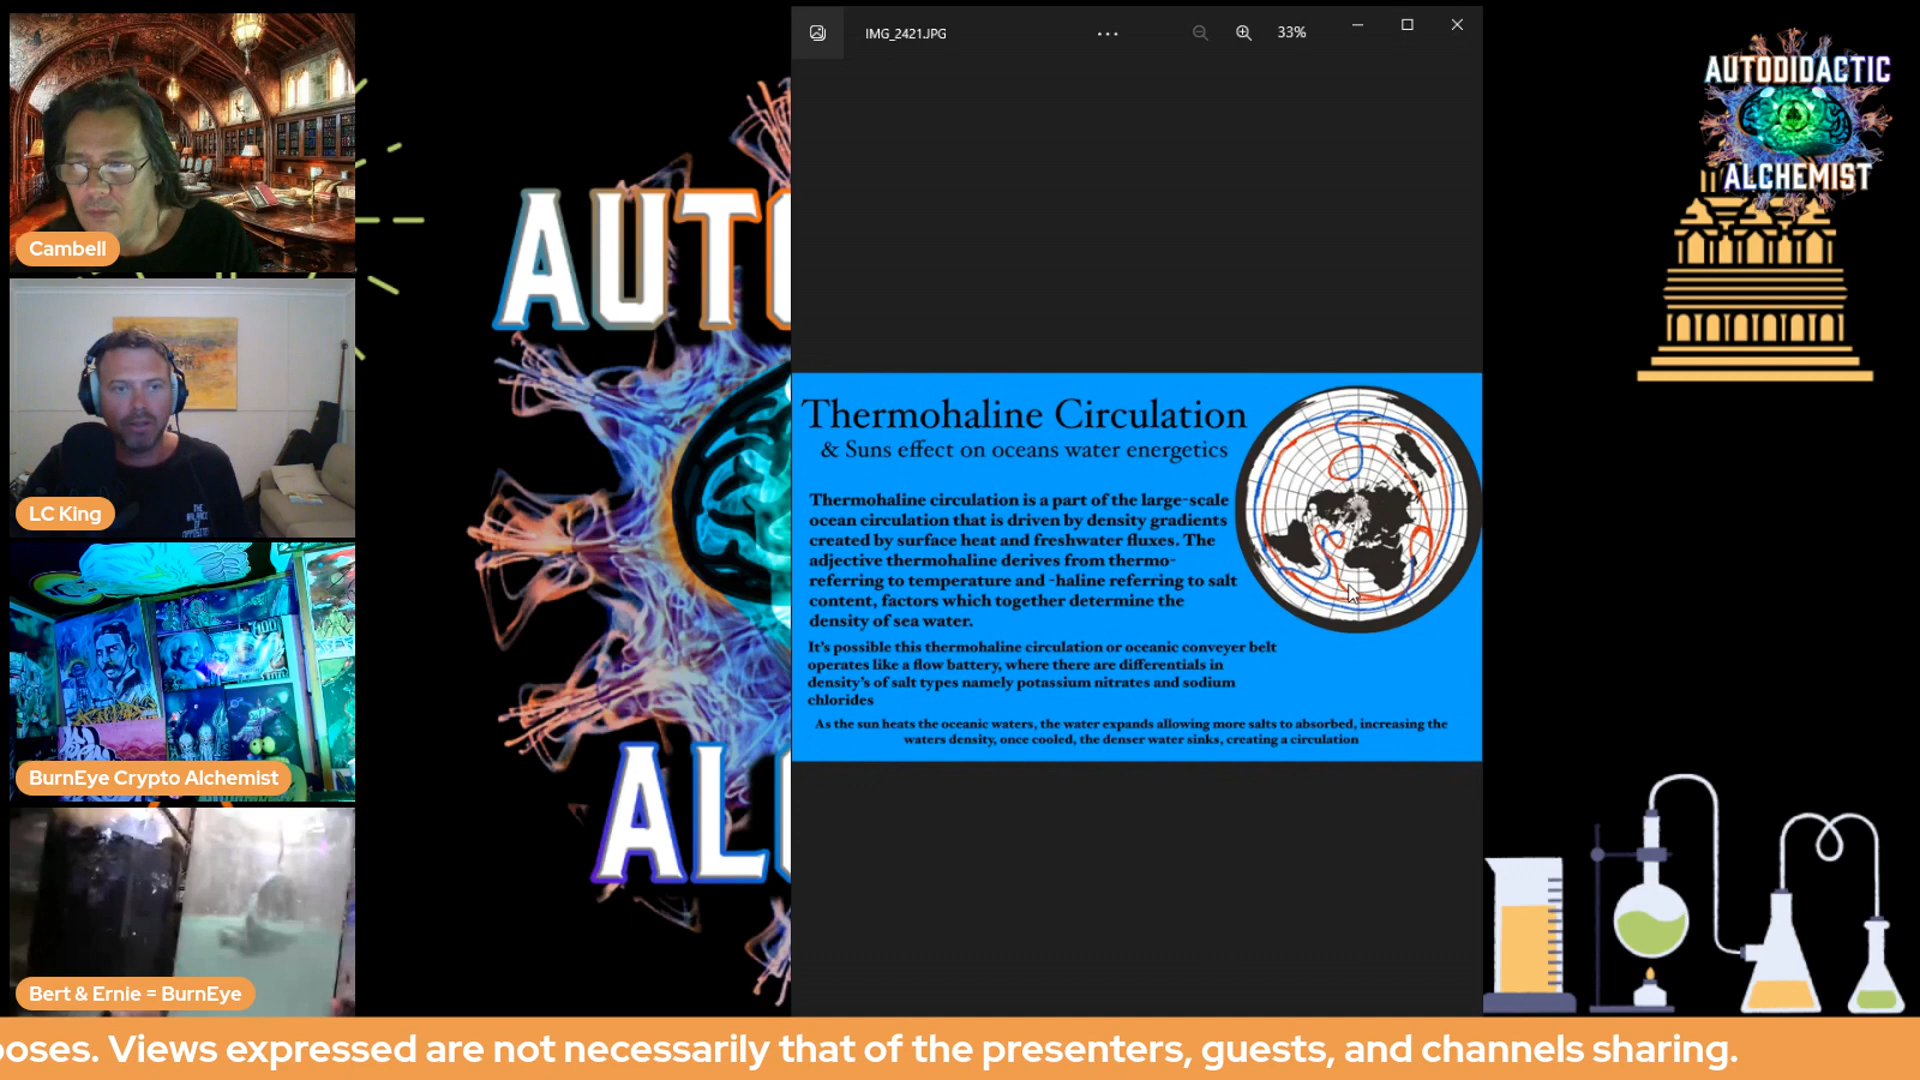 Cambell
LC King
THE
BALANCE
OF
BurnEye Crypto Alchemist
Bert & Ernie = BurnEye
AUTO
AL
IMG_2421.JPG
33%
Thermohaline Circulation
& Suns effect on oceans water energetics
Thermohaline circulation is a part of the large-scale
ocean circulation that is driven by density gradients
created by surface heat and freshwater fluxes. The
adjective thermohaline derives from thermo-
referring to temperature and -haline referring to salt
content, factors which together determine the
density of sea water.
It's possible this thermohaline circulation or oceanic conveyer belt
operates like a flow battery, where there are differentials in
density's of salt types namely potassium nitrates and sodium
chlorides
As the sun heats the oceanic waters, the water expands allowing more salts to absorbed, increasing the
waters density, once cooled, the denser water sinks, creating a circulation
AUTODIDACTIC
ALCHEMIST
poses. Views expressed are not necessarily that of the presenters, guests, and channels sharing.